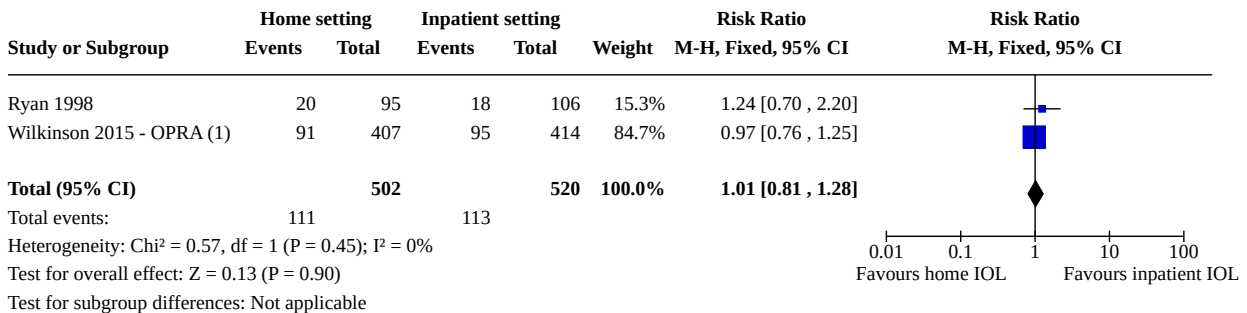 Home setting Inpatient setting Risk Ratio Risk Ratio
Study or Subgroup Events Total Events Total Weight M-H, Fixed, 95% CI M-H, Fixed, 95% CI
Ryan 1998 20 95 18 106 15.3% 1.24 [0.70 , 2.20]
Wilkinson 2015 - OPRA (1) 91 407 95 414 84.7% 0.97 [0.76 , 1.25]
Total (95% CI) 502 520 100.0% 1.01 [0.81 , 1.28]
Total events: 111 113
Heterogeneity: Chi² = 0.57, df = 1 (P = 0.45); I² = 0%
0.01 0.1 1 10 100
Test for overall effect: Z = 0.13 (P = 0.90)
Favours home IOL Favours inpatient IOL
Test for subgroup differences: Not applicable